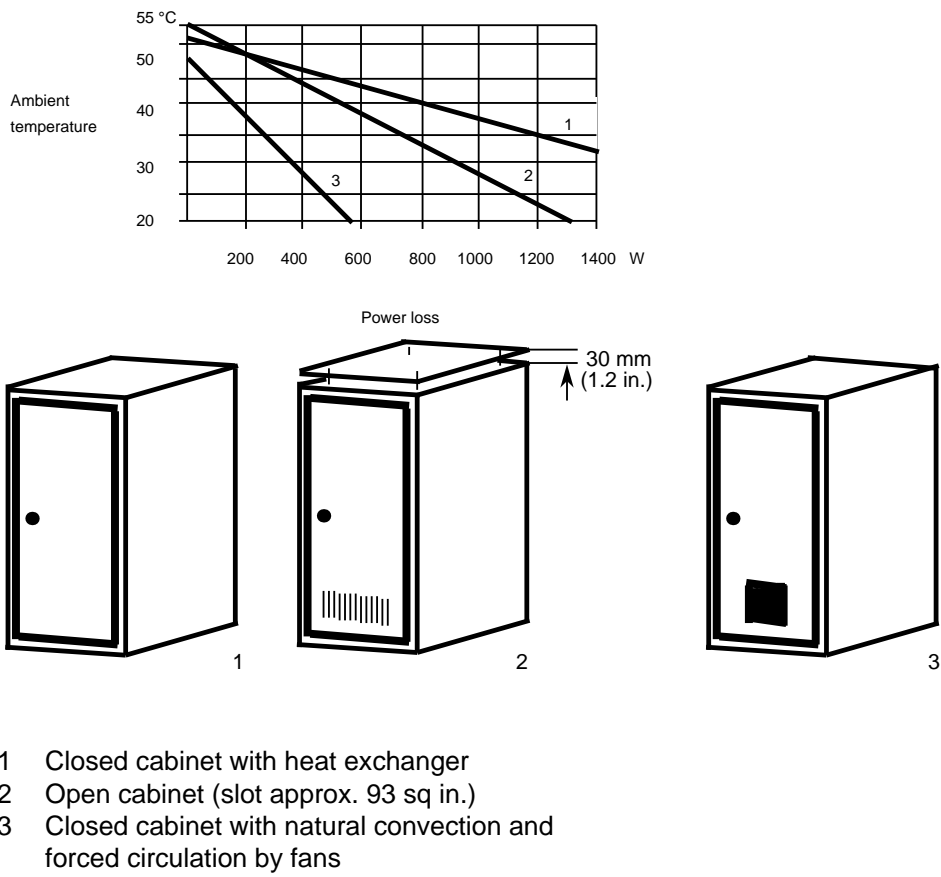 55 °C
50
Ambient
temperature
40
30
20
1
2
3
200 400 600 800 1000 1200 1400 W
Power loss
30 mm
(1.2 in.)
1 2 3
1 Closed cabinet with heat exchanger
2 Open cabinet (slot approx. 93 sq in.)
3 Closed cabinet with natural convection and
forced circulation by fans